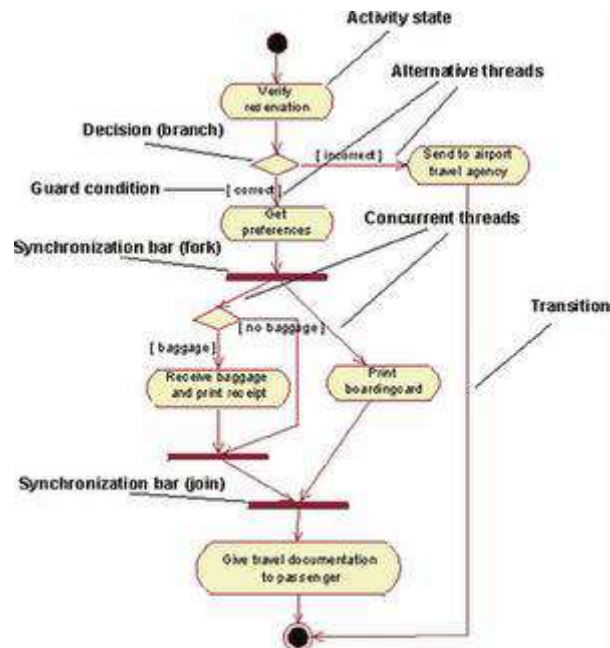 Activity state
Alternative threads
Verify
reservation
Decision (branch)
[ incorrect ]
Send to airport
travel agency
Guard condition
[ correct ]
Get
preferences
Concurrent threads
Synchronization bar (fork)
[ no baggage ]
Transition
[ baggage ]
Receive baggage
and print receipt
Print
boardingcard
Synchronization bar (join)
Give travel documentation
to passenger